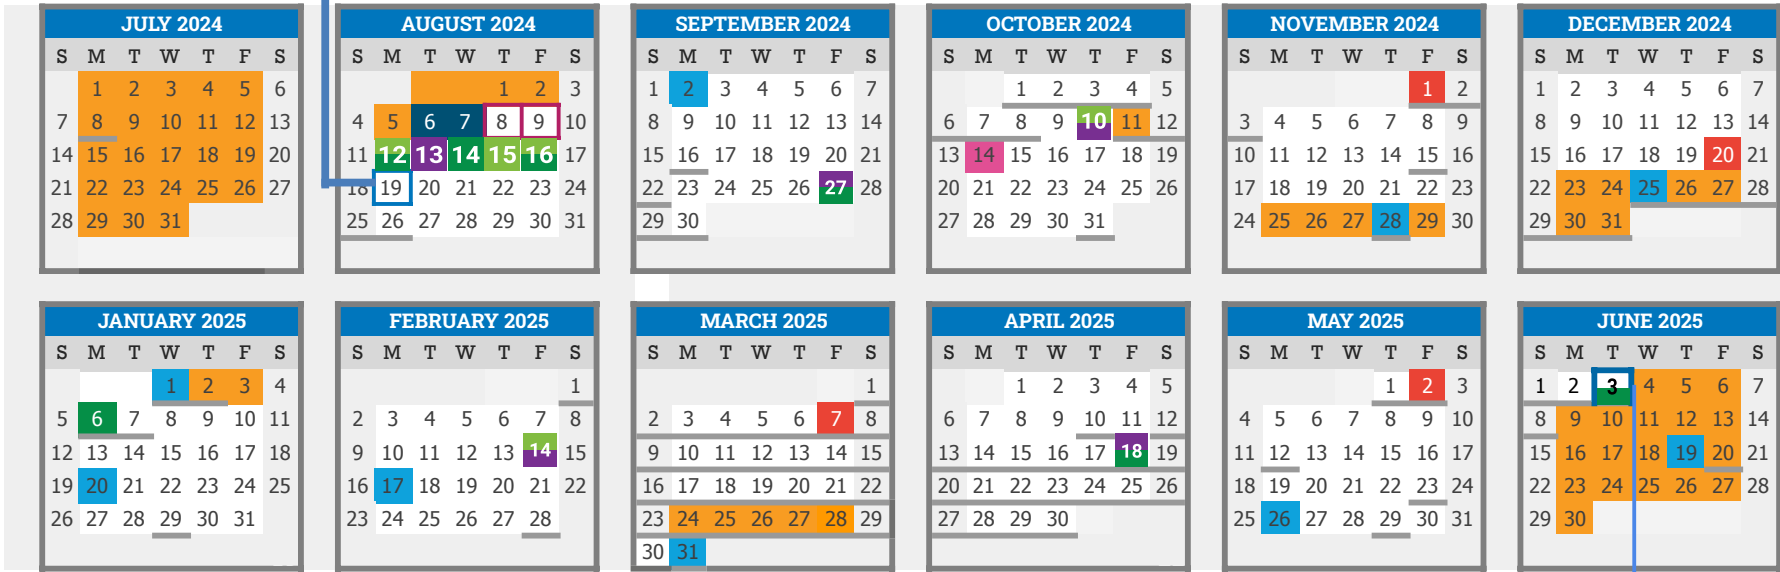 JULY 2024
S M T W T F S
1 2 3 4 5 6
7 8 9 10 11 12 13
14 15 16 17 18 19 20
21 22 23 24 25 26 27
28 29 30 31
AUGUST 2024
S M T W T F S
1 2 3
4 5 6 7 8 9 10
11 12 13 14 15 16 17
18 19 20 21 22 23 24
25 26 27 28 29 30 31
SEPTEMBER 2024
S M T W T F S
1 2 3 4 5 6 7
8 9 10 11 12 13 14
15 16 17 18 19 20 21
22 23 24 25 26 27 28
29 30
OCTOBER 2024
S M T W T F S
1 2 3 4 5
6 7 8 9 10 11 12
13 14 15 16 17 18 19
20 21 22 23 24 25 26
27 28 29 30 31
NOVEMBER 2024
S M T W T F S
1 2
3 4 5 6 7 8 9
10 11 12 13 14 15 16
17 18 19 20 21 22 23
24 25 26 27 28 29 30
DECEMBER 2024
S M T W T F S
1 2 3 4 5 6 7
8 9 10 11 12 13 14
15 16 17 18 19 20 21
22 23 24 25 26 27 28
29 30 31
JANUARY 2025
S M T W T F S
1 2 3 4
5 6 7 8 9 10 11
12 13 14 15 16 17 18
19 20 21 22 23 24 25
26 27 28 29 30 31
FEBRUARY 2025
S M T W T F S
1
2 3 4 5 6 7 8
9 10 11 12 13 14 15
16 17 18 19 20 21 22
23 24 25 26 27 28
MARCH 2025
S M T W T F S
1
2 3 4 5 6 7 8
9 10 11 12 13 14 15
16 17 18 19 20 21 22
23 24 25 26 27 28 29
30 31
APRIL 2025
S M T W T F S
1 2 3 4 5
6 7 8 9 10 11 12
13 14 15 16 17 18 19
20 21 22 23 24 25 26
27 28 29 30
MAY 2025
S M T W T F S
1 2 3
4 5 6 7 8 9 10
11 12 13 14 15 16 17
18 19 20 21 22 23 24
25 26 27 28 29 30 31
JUNE 2025
S M T W T F S
1 2 3 4 5 6 7
8 9 10 11 12 13 14
15 16 17 18 19 20 21
22 23 24 25 26 27 28
29 30